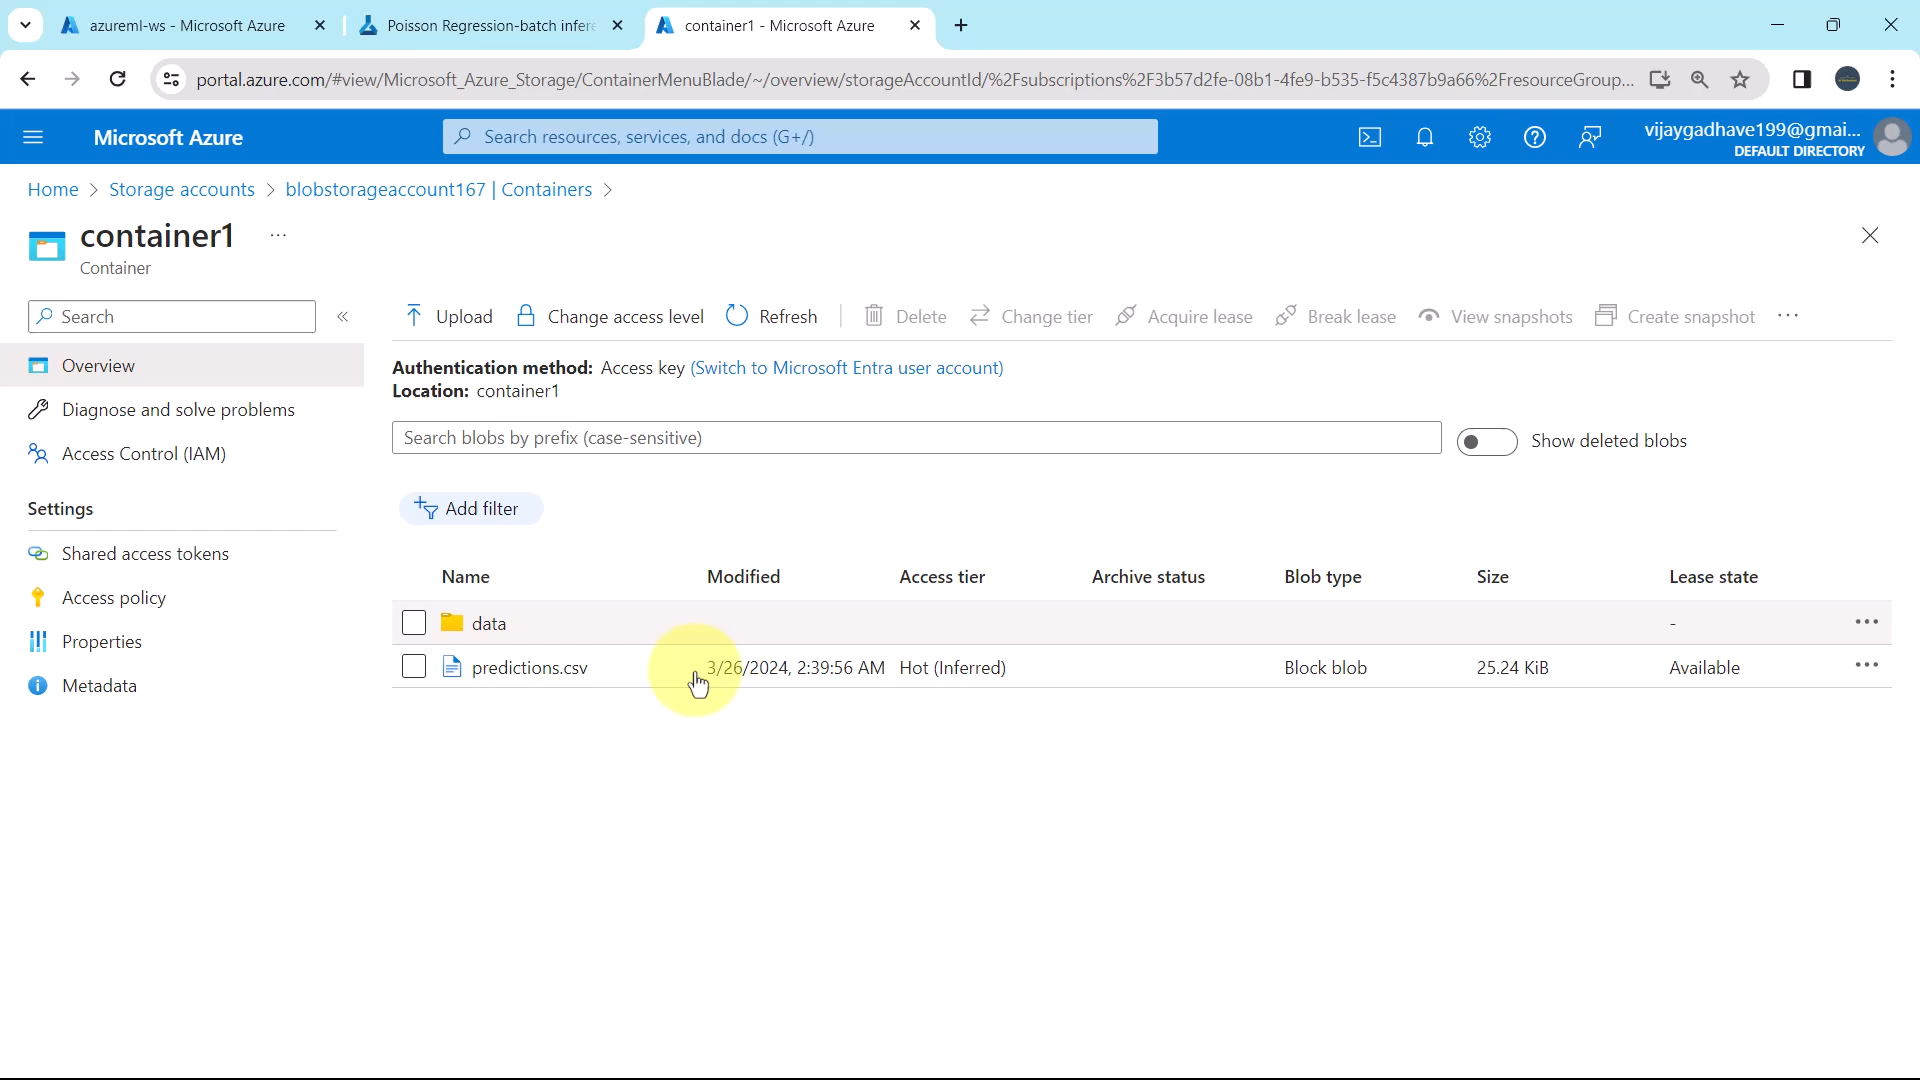 azureml-ws - Microsoft Azure
Poisson Regression-batch infere
container1 - Microsoft Azure
portal.azure.com/#view/Microsoft_Azure_Storage/ContainerMenuBlade/~/overview/storageAccountId/%2Fsubscriptions%2F3b57d2fe-08b1-4fe9-b535-f5c4387b9a66%2FresourceGroup...
Microsoft Azure
Search resources, services, and docs (G+/)
vijaygadhave199@gmai...
DEFAULT DIRECTORY
Home > Storage accounts > blobstorageaccount167 | Containers >
container1 ...
Container
Search
Upload Change access level Refresh Delete Change tier Acquire lease Break lease View snapshots Create snapshot ...
Overview
Diagnose and solve problems
Access Control (IAM)
Settings
Shared access tokens
Access policy
Properties
Metadata
Authentication method: Access key (Switch to Microsoft Entra user account)
Location: container1
Search blobs by prefix (case-sensitive)
Show deleted blobs
Add filter
Name Modified Access tier Archive status Blob type Size Lease state
data - ...
predictions.csv 3/26/2024, 2:39:56 AM Hot (Inferred) Block blob 25.24 KiB Available ...